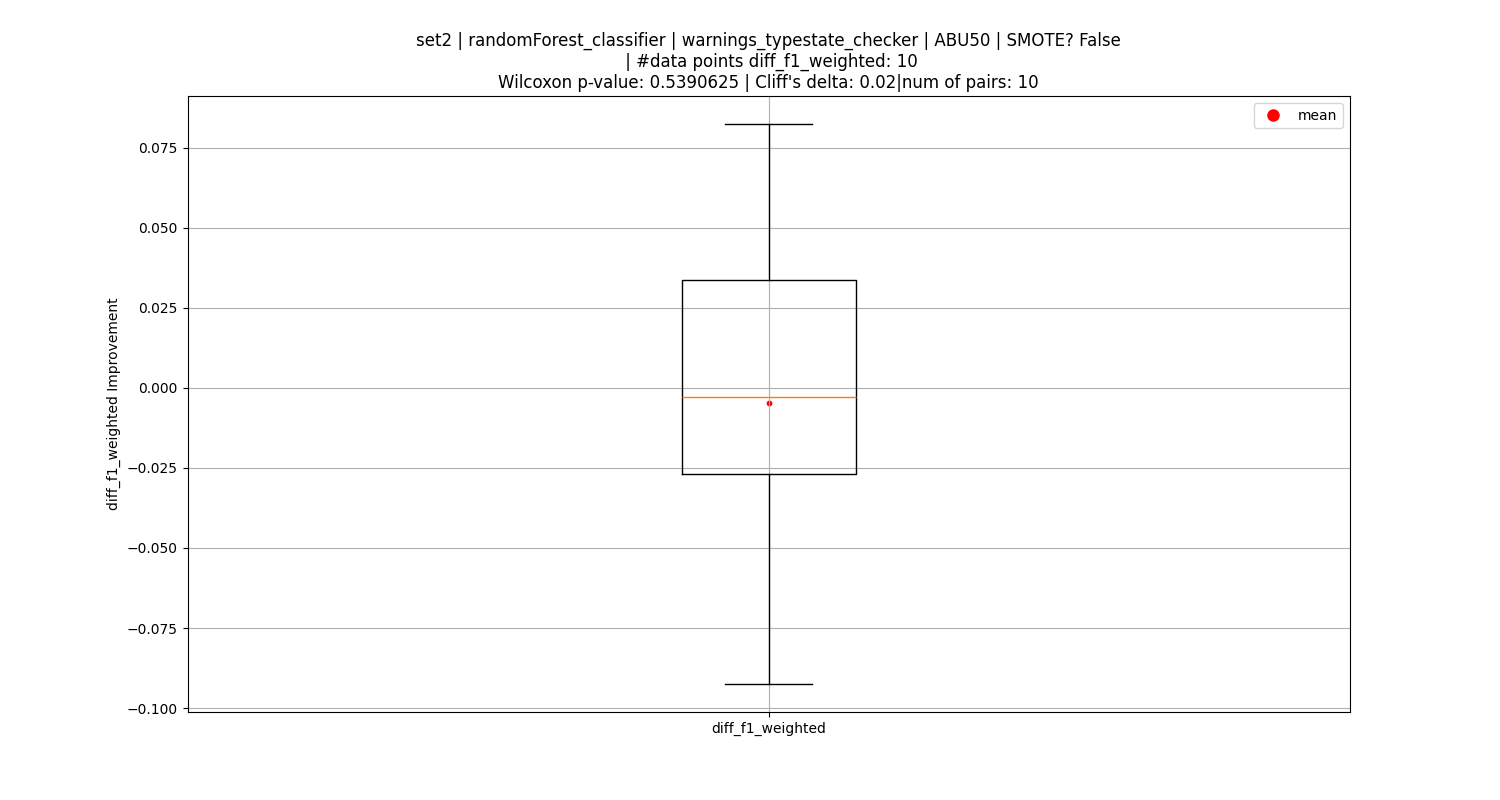 set2 | randomForest_classifier | warnings_typestate_checker | ABU50 | SMOTE? False
| #data points diff_f1_weighted: 10
Wilcoxon p-value: 0.5390625 | Cliff's delta: 0.02|num of pairs: 10
mean
0.075
0.050
0.025
0.000
−0.025
−0.050
−0.075
−0.100
diff_f1_weighted Improvement
diff_f1_weighted